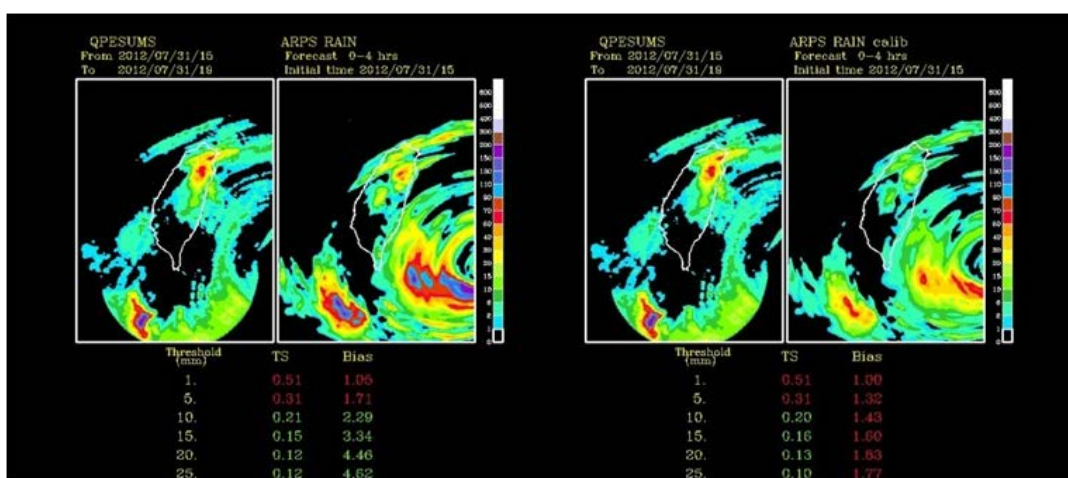 QPESUMS
From 2012/07/31/15
To 2012/07/31/19
ARPS RAIN
Forecast 0-4 hrs
Initial time 2012/07/31/15
QPESUMS
From 2012/07/31/15
To 2012/07/31/19
ARPS RAIN calib
Forecast 0-4 hrs
Initial time 2012/07/31/15
Threshold (mm) TS Bias
1. 0.51 1.05
5. 0.31 1.71
10. 0.21 2.29
15. 0.15 3.34
20. 0.12 4.46
25. 0.12 4.62
Threshold (mm) TS Bias
1. 0.51 1.00
5. 0.31 1.32
10. 0.20 1.43
15. 0.16 1.60
20. 0.13 1.83
25. 0.10 1.77